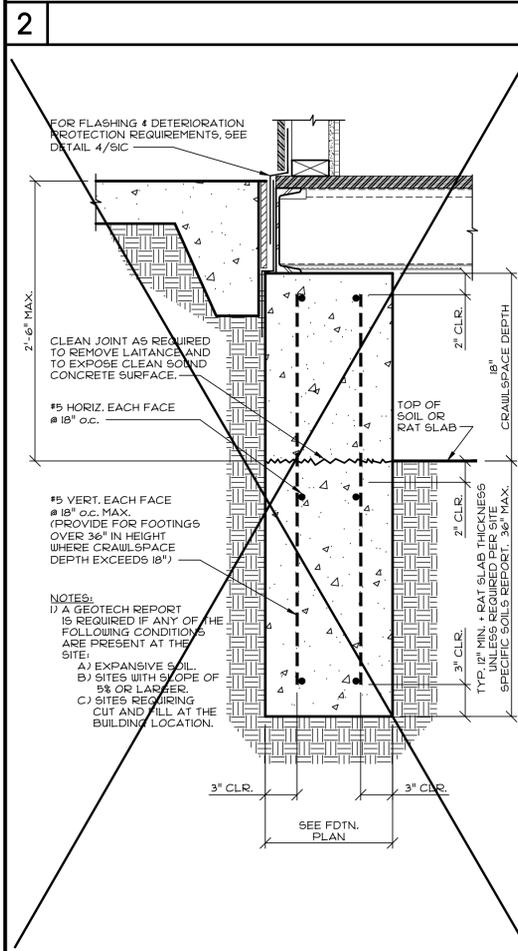 2
FOR FLASHING & DETERIORATION
PROTECTION REQUIREMENTS, SEE
DETAIL 4/SIC
2'-6" MAX.
CLEAN JOINT AS REQUIRED
TO REMOVE LAITANCE AND
TO EXPOSE CLEAN SOUND
CONCRETE SURFACE.
#5 HORIZ. EACH FACE
@ 18" o.c.
#5 VERT. EACH FACE
@ 18" o.c. MAX.
(PROVIDE FOR FOOTINGS
OVER 36" IN HEIGHT
WHERE CRAWLSPACE
DEPTH EXCEEDS 18")
NOTES:
1) A GEOTECH REPORT
IS REQUIRED IF ANY OF THE
FOLLOWING CONDITIONS
ARE PRESENT AT THE
SITE:
A) EXPANSIVE SOIL.
B) SITES WITH SLOPE OF
5% OR LARGER.
C) SITES REQUIRING
CUT AND FILL AT THE
BUILDING LOCATION.
2" CLR.
18"
CRAWLSPACE DEPTH
TOP OF
SOIL OR
RAT SLAB
2" CLR.
3" CLR.
TYP. 12" MIN. + RAT SLAB THICKNESS
UNLESS REQUIRED PER SITE
SPECIFIC SOILS REPORT. 36" MAX.
3" CLR.
3" CLR.
SEE FDTN.
PLAN